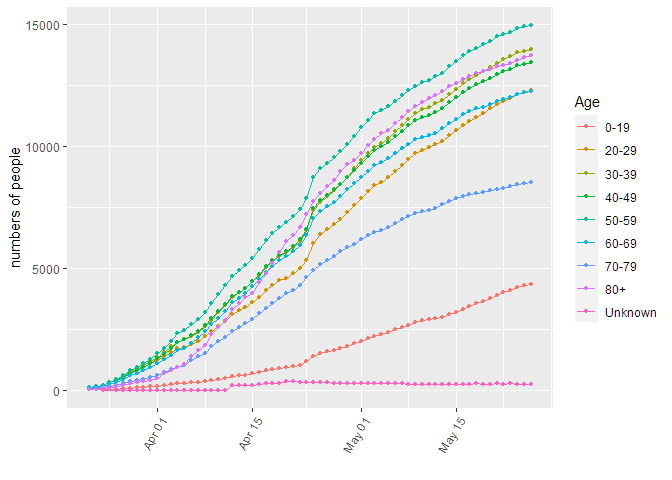 15000
10000
5000
0
numbers of people
Apr 01
Apr 15
May 01
May 15
Age
0-19
20-29
30-39
40-49
50-59
60-69
70-79
80+
Unknown